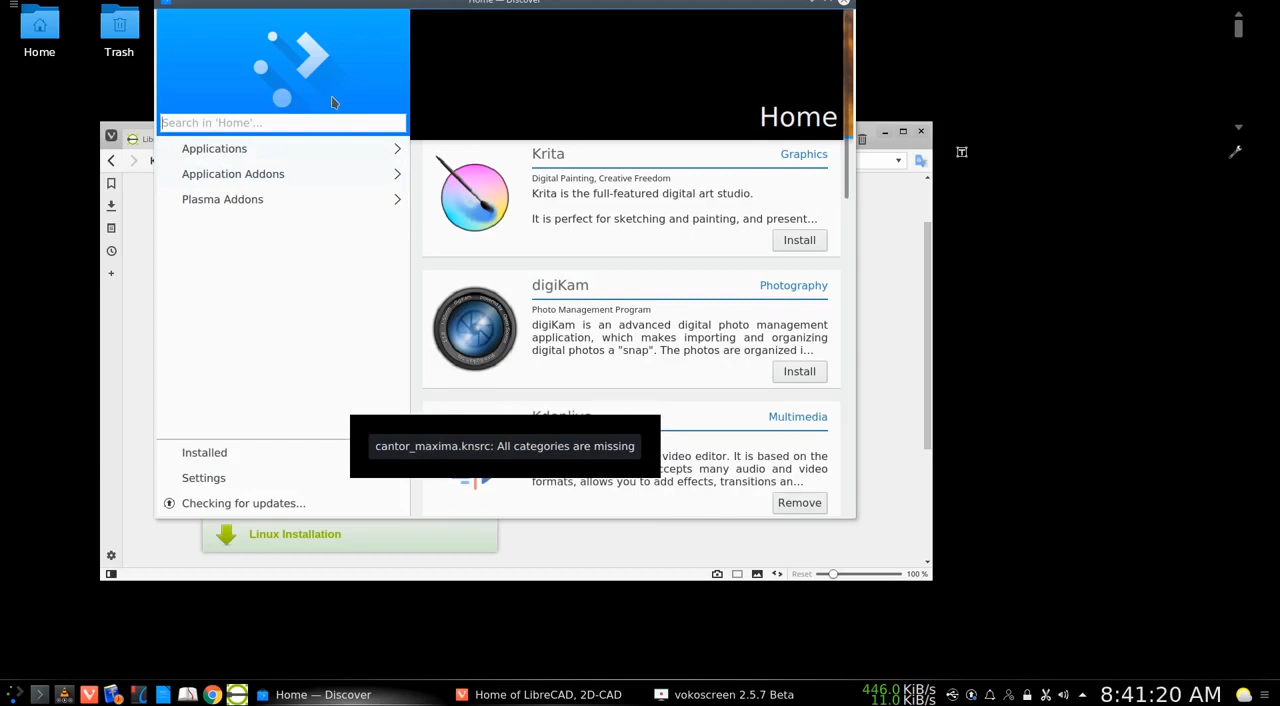 Home
Trash
Home — Discover
Search in 'Home'...
Home
Applications
Application Addons
Plasma Addons
Krita
Graphics
Digital Painting, Creative Freedom
Krita is the full-featured digital art studio.
It is perfect for sketching and painting, and present...
Install
digiKam
Photography
Photo Management Program
digiKam is an advanced digital photo management
application, which makes importing and organizing
digital photos a "snap". The photos are organized i...
Install
Multimedia
cantor_maxima.knsrc: All categories are missing
video editor. It is based on the
many audio and video
formats, allows you to add effects, transitions an...
Remove
Installed
Settings
Checking for updates...
Lib
Linux Installation
Reset
100 %
Home — Discover
Home of LibreCAD, 2D-CAD
vokoscreen 2.5.7 Beta
446.0 KiB/s
11.0 KiB/s
8:41:20 AM